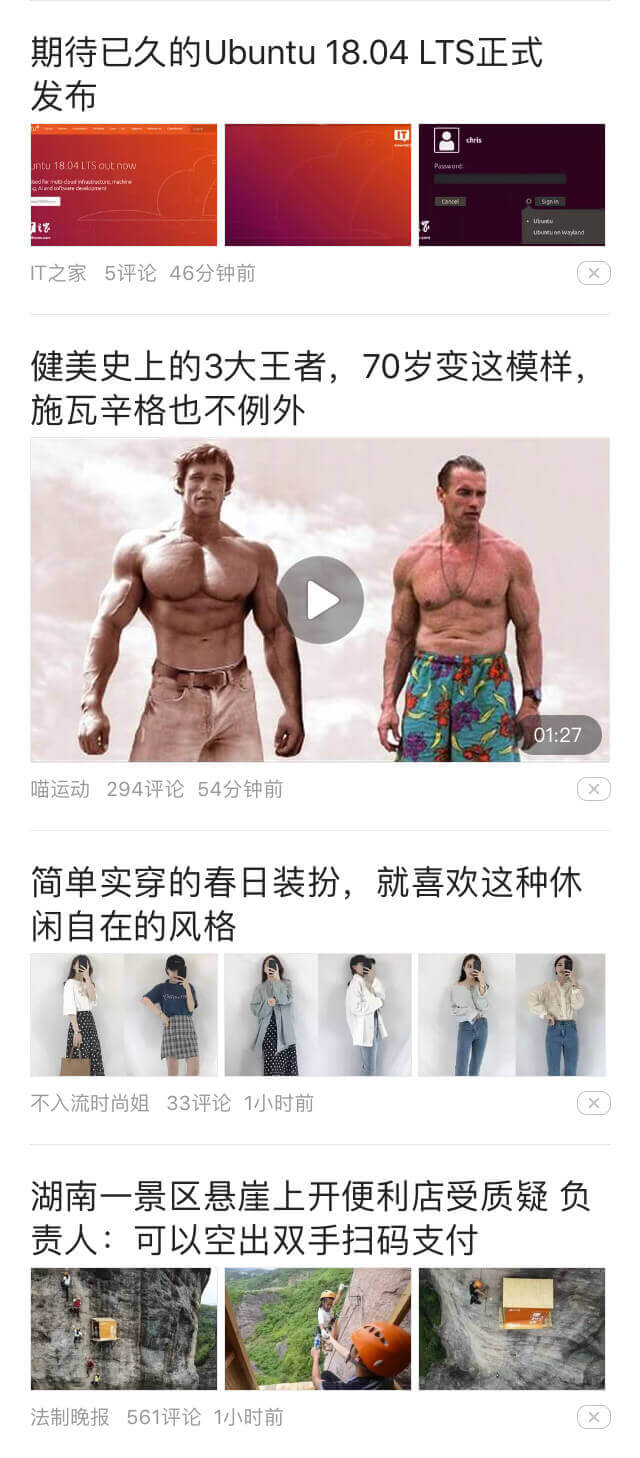 期待已久的Ubuntu 18.04 LTS正式
发布
untu 18.04 LTS out now
IT
chris
Password:
Cancel
Sign In
Ubuntu
Ubuntu on Wayland
IT之家 5评论 46分钟前
健美史上的3大王者，70岁变这模样，
施瓦辛格也不例外
01:27
喵运动 294评论 54分钟前
简单实穿的春日装扮，就喜欢这种休
闲自在的风格
不入流时尚姐 33评论 1小时前
湖南一景区悬崖上开便利店受质疑 负
责人：可以空出双手扫码支付
法制晚报 561评论 1小时前